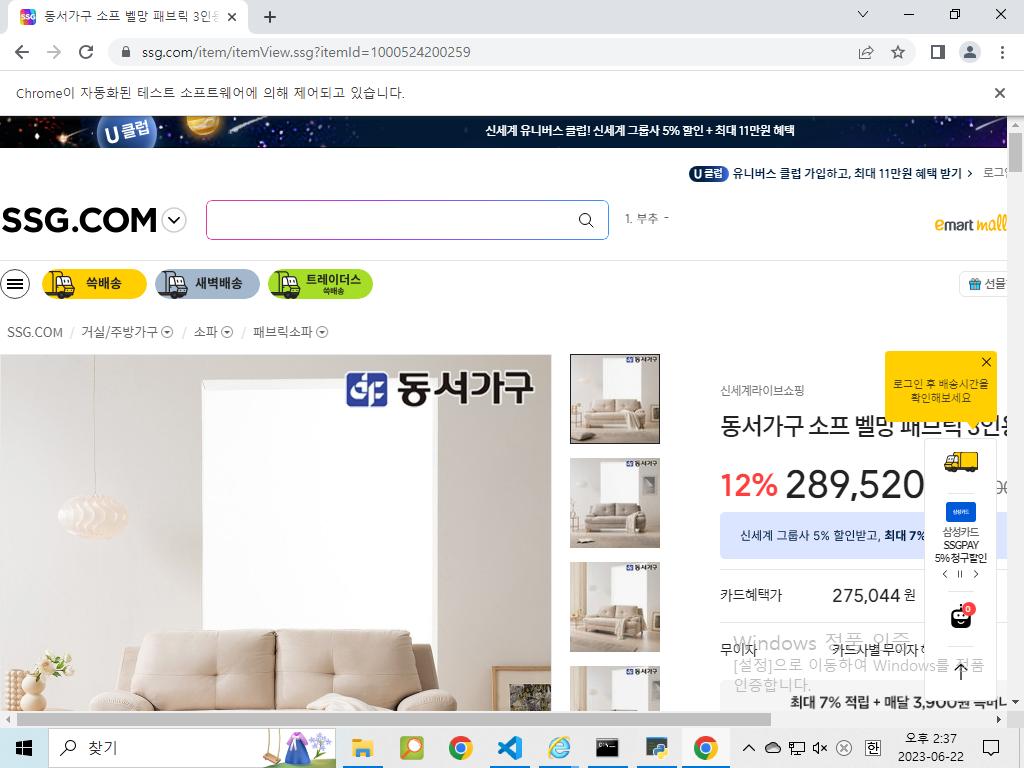 동서가구 소프 벨망 패브릭 3인용
ssg.com/item/itemView.ssg?itemId=1000524200259
Chrome이 자동화된 테스트 소프트웨어에 의해 제어되고 있습니다.
U클럽
신세계 유니버스 클럽! 신세계 그룹사 5% 할인 + 최대 11만원 혜택
U클럽 유니버스 클럽 가입하고, 최대 11만원 혜택 받기 >
로그인
SSG.COM
1. 부추 -
emart mall
쓱배송
새벽배송
트레이더스
쓱배송
선물
SSG.COM / 거실/주방가구 / 소파 / 패브릭소파
동서가구
신세계라이브쇼핑
로그인 후 배송시간을
확인해보세요
동서가구 소프 벨망 패브릭 3인용
12% 289,520
신세계 그룹사 5% 할인받고, 최대 7%
삼성카드
삼성카드
SSGPAY
5% 청구할인
카드혜택가 275,044 원
0
무이자 카드사별 무이자
Windows 정품 인증
[설정]으로 이동하여 Windows를 정품
인증합니다.
최대 7% 적립 + 매달 3,900원
찾기
한
오후 2:37
2023-06-22